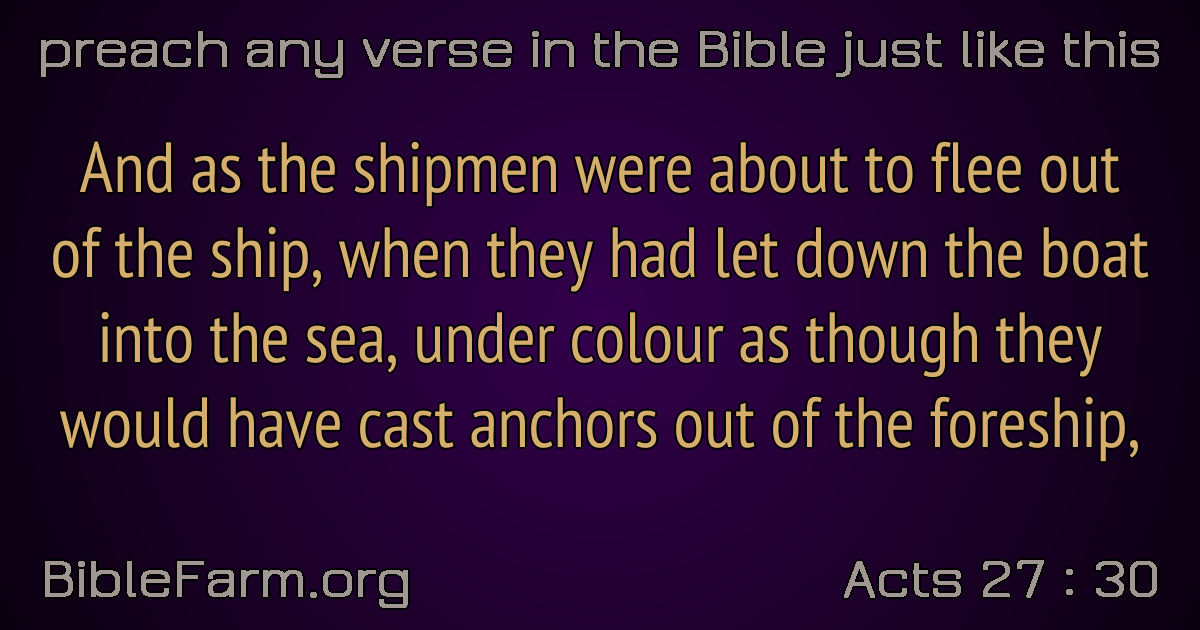 preach any verse in the Bible just like this
And as the shipmen were about to flee out
of the ship, when they had let down the boat
into the sea, under colour as though they
would have cast anchors out of the foreship,
BibleFarm.org
Acts 27 : 30